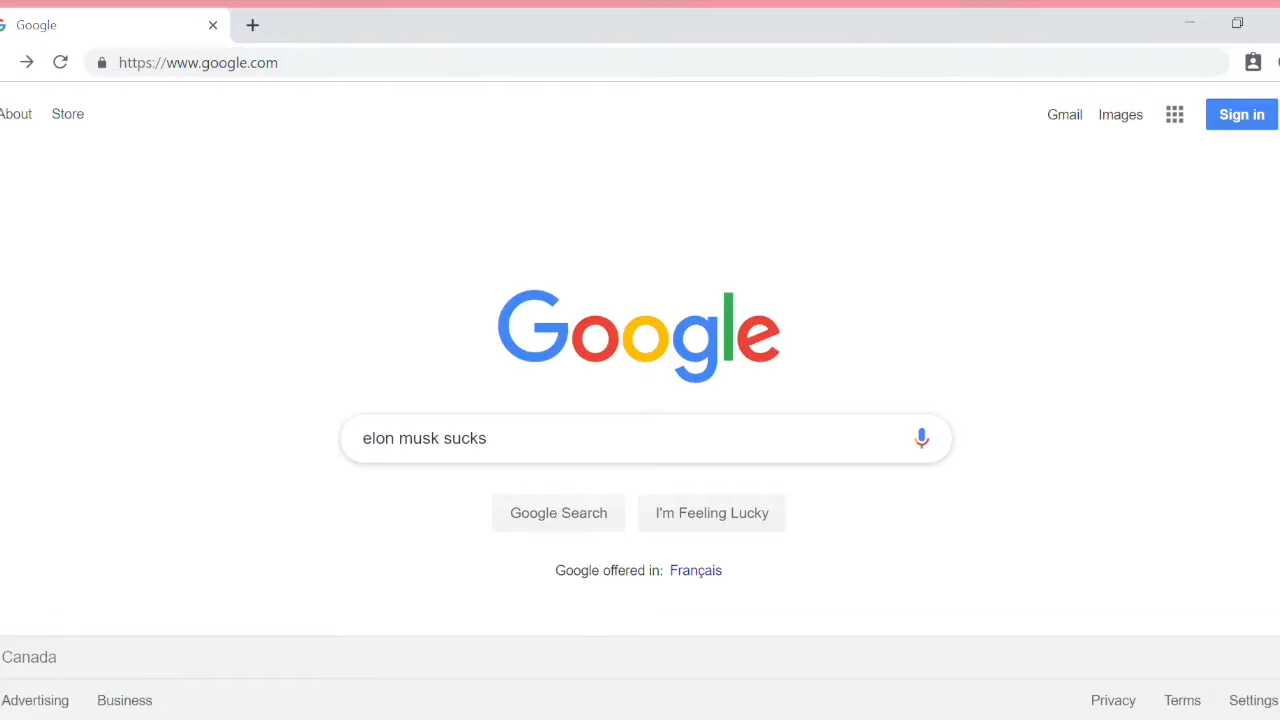 Google
https://www.google.com
About Store Gmail Images Sign in
Google
elon musk sucks
Google Search I'm Feeling Lucky
Google offered in: Français
Canada
Advertising Business Privacy Terms Settings